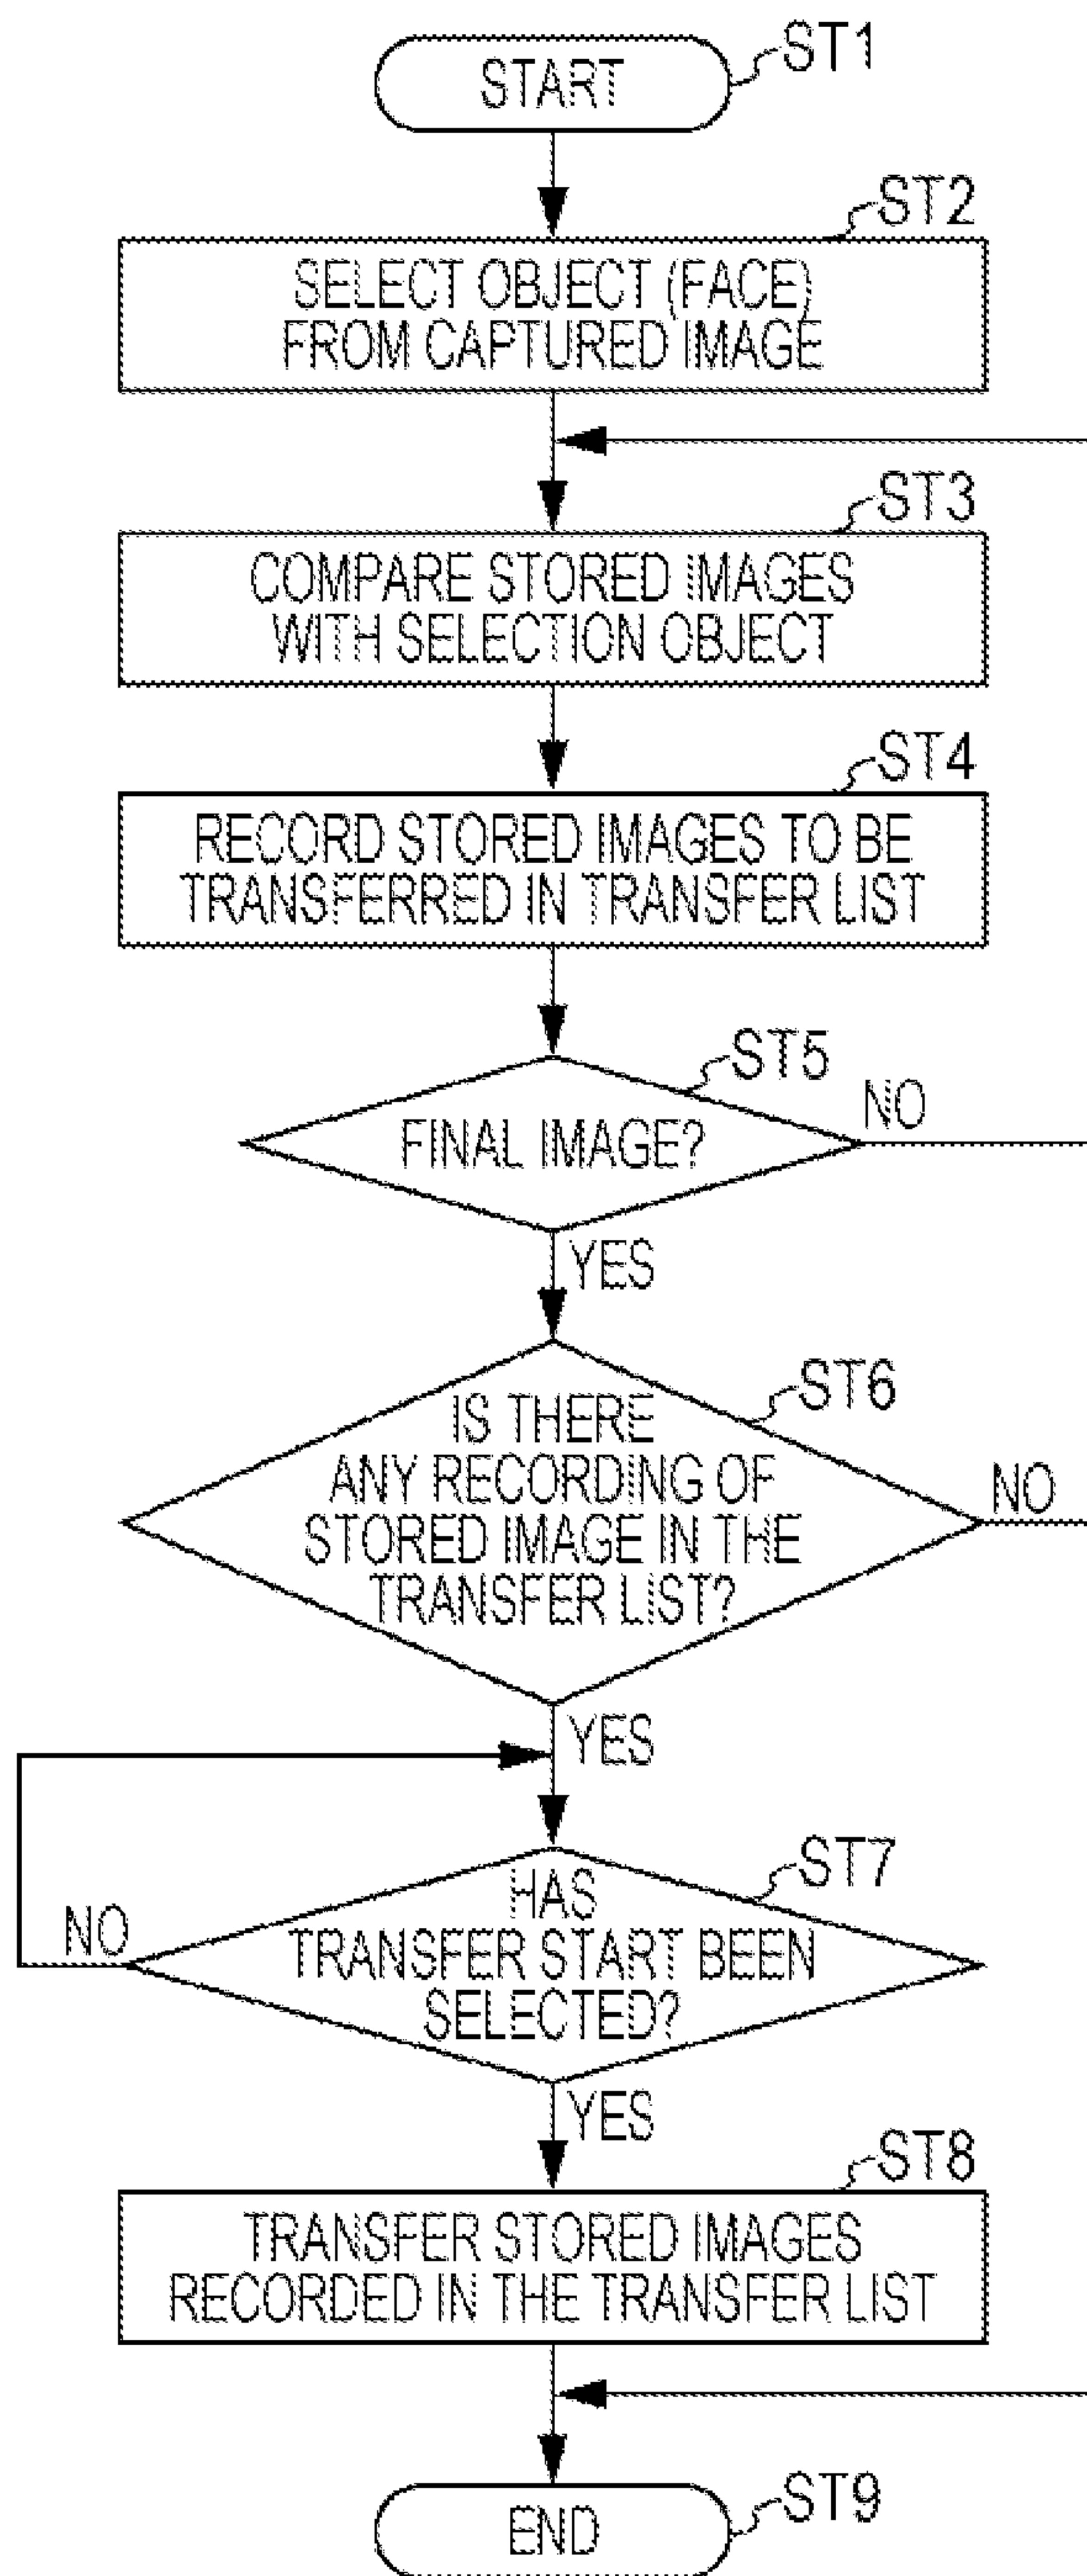 START
ST1
ST2
SELECT OBJECT (FACE)
FROM CAPTURED IMAGE
ST3
COMPARE STORED IMAGES
WITH SELECTION OBJECT
ST4
RECORD STORED IMAGES TO BE
TRANSFERRED IN TRANSFER LIST
ST5
FINAL IMAGE?
NO
YES
ST6
IS THERE
ANY RECORDING OF
STORED IMAGE IN THE
TRANSFER LIST?
NO
YES
ST7
HAS
TRANSFER START BEEN
SELECTED?
NO
YES
ST8
TRANSFER STORED IMAGES
RECORDED IN THE TRANSFER LIST
END
ST9